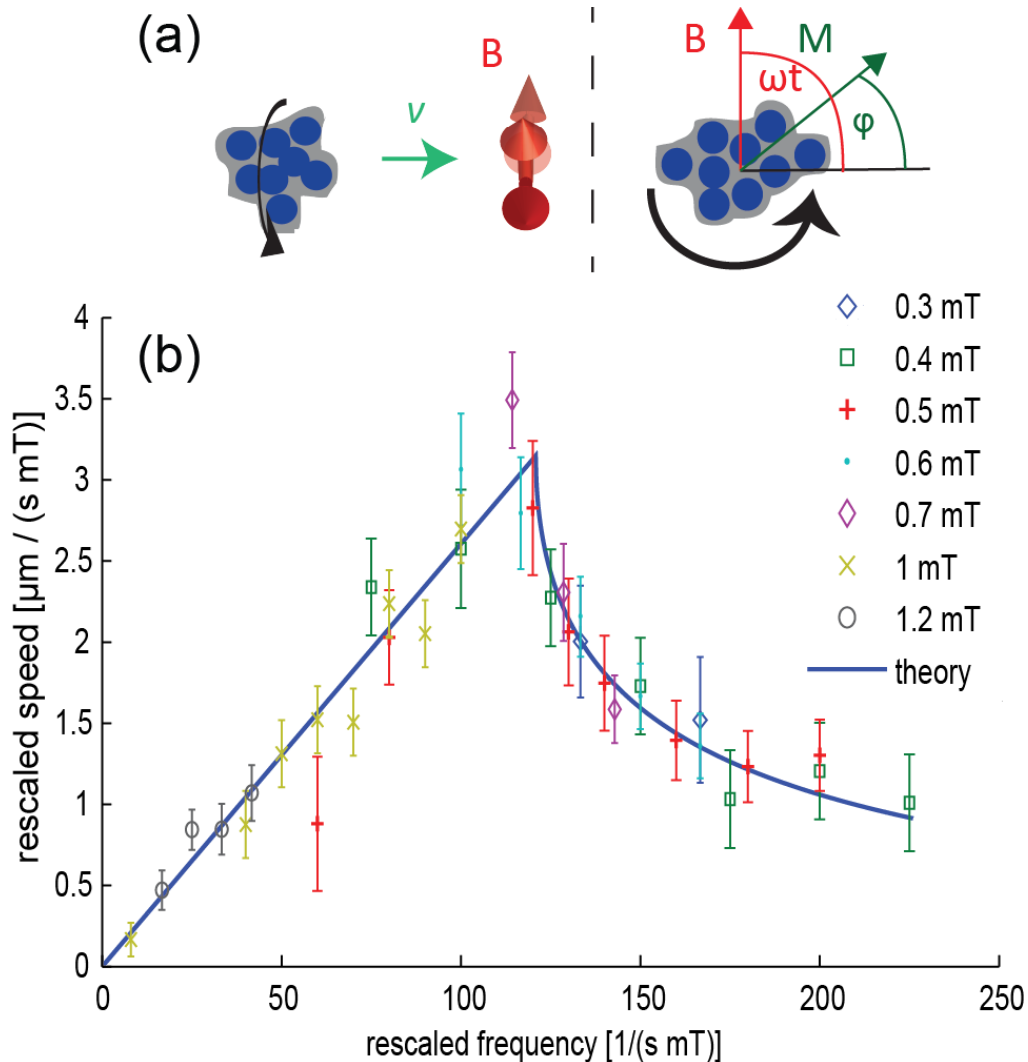 (a)
B
v
B
M
ωt
φ
(b)
0.3 mT
0.4 mT
0.5 mT
0.6 mT
0.7 mT
1 mT
1.2 mT
theory
rescaled speed [µm / (s mT)]
4
3.5
3
2.5
2
1.5
1
0.5
0
0 50 100 150 200 250
rescaled frequency [1/(s mT)]